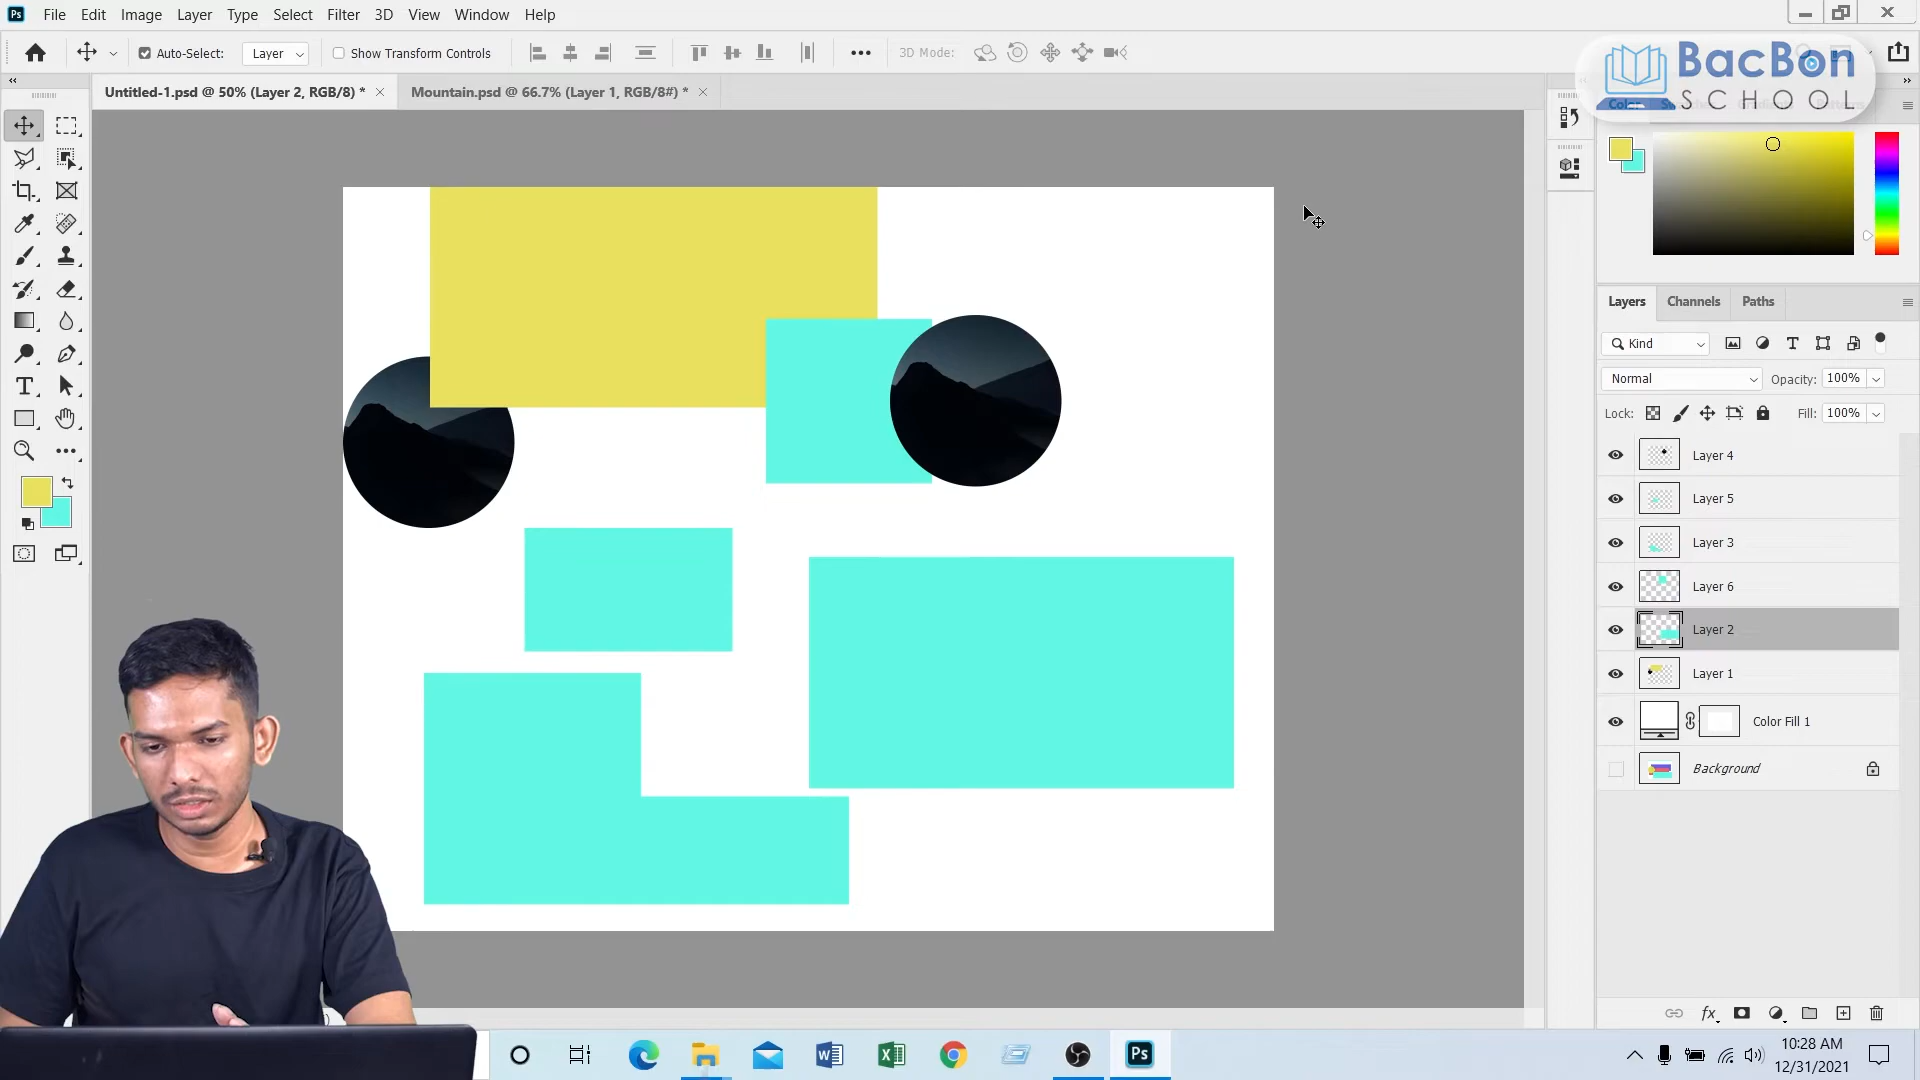 Ps File Edit Image Layer Type Select Filter 3D View Window Help
Auto-Select: Layer Show Transform Controls 3D Mode:
BacBon
SCHOOL
Untitled-1.psd @ 50% (Layer 2, RGB/8) *
Mountain.psd @ 66.7% (Layer 1, RGB/8#) *
Layers Channels Paths
Kind
Normal Opacity: 100%
Lock: Fill: 100%
Layer 4
Layer 5
Layer 3
Layer 6
Layer 2
Layer 1
Color Fill 1
Background
fx
10:28 AM
12/31/2021
Ps